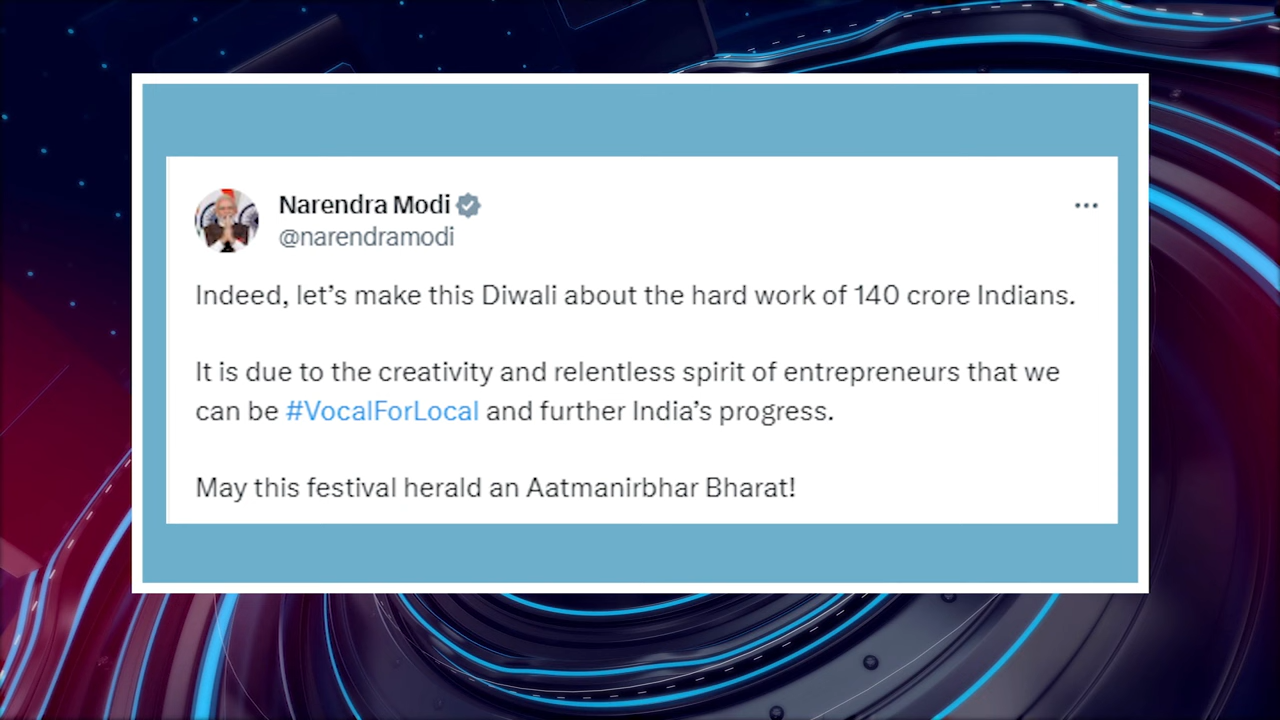 Narendra Modi
@narendramodi
Indeed, let’s make this Diwali about the hard work of 140 crore Indians.
It is due to the creativity and relentless spirit of entrepreneurs that we
can be #VocalForLocal and further India’s progress.
May this festival herald an Aatmanirbhar Bharat!